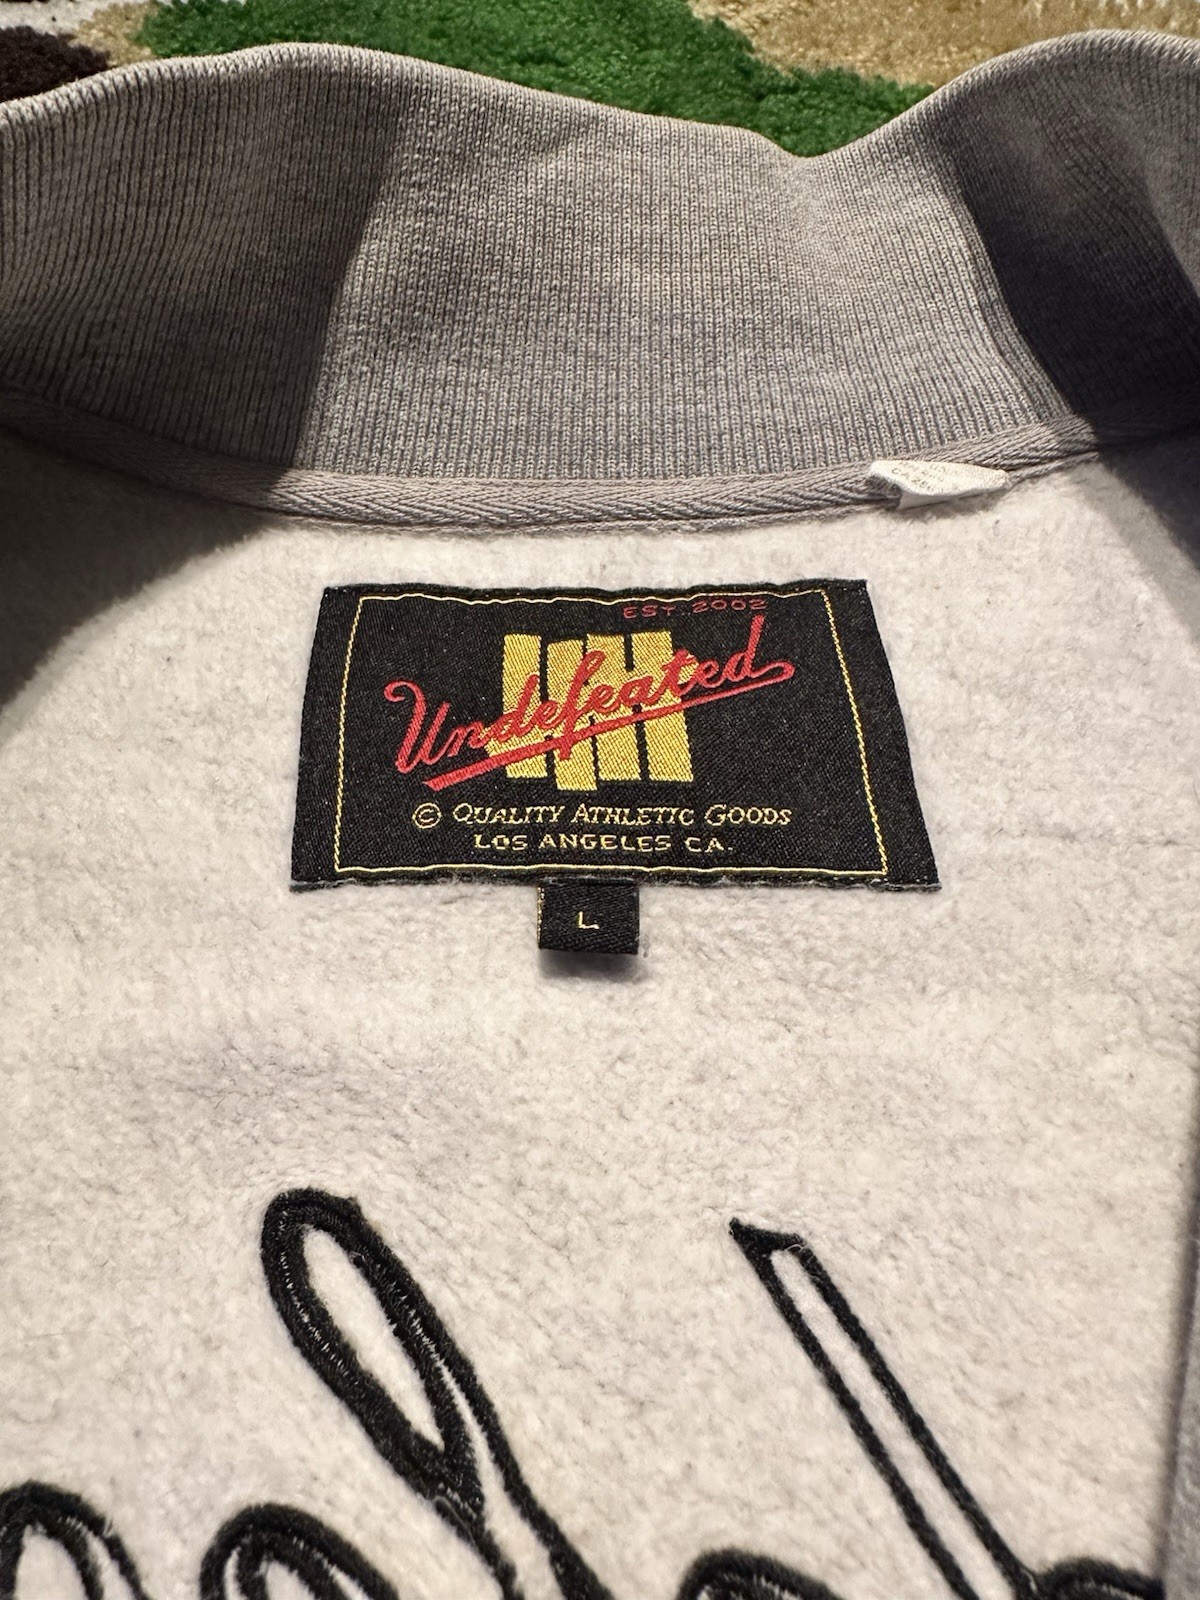 EST. 2002
Undefeated
© QUALITY ATHLETIC GOODS
LOS ANGELES CA.
L